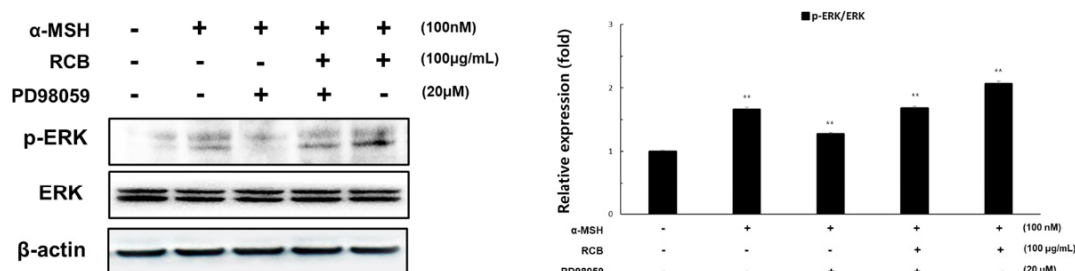 α-MSH - + + + + (100nM)
RCB - - - + + (100μg/mL)
PD98059 - - + + - (20μM)
p-ERK
ERK
β-actin
p-ERK/ERK
Relative expression (fold)
3
2
1
0
** ** ** **
α-MSH - + + + + (100 nM)
RCB - - - + + (100 μg/mL)
PD98059 - - + + - (20 μM)